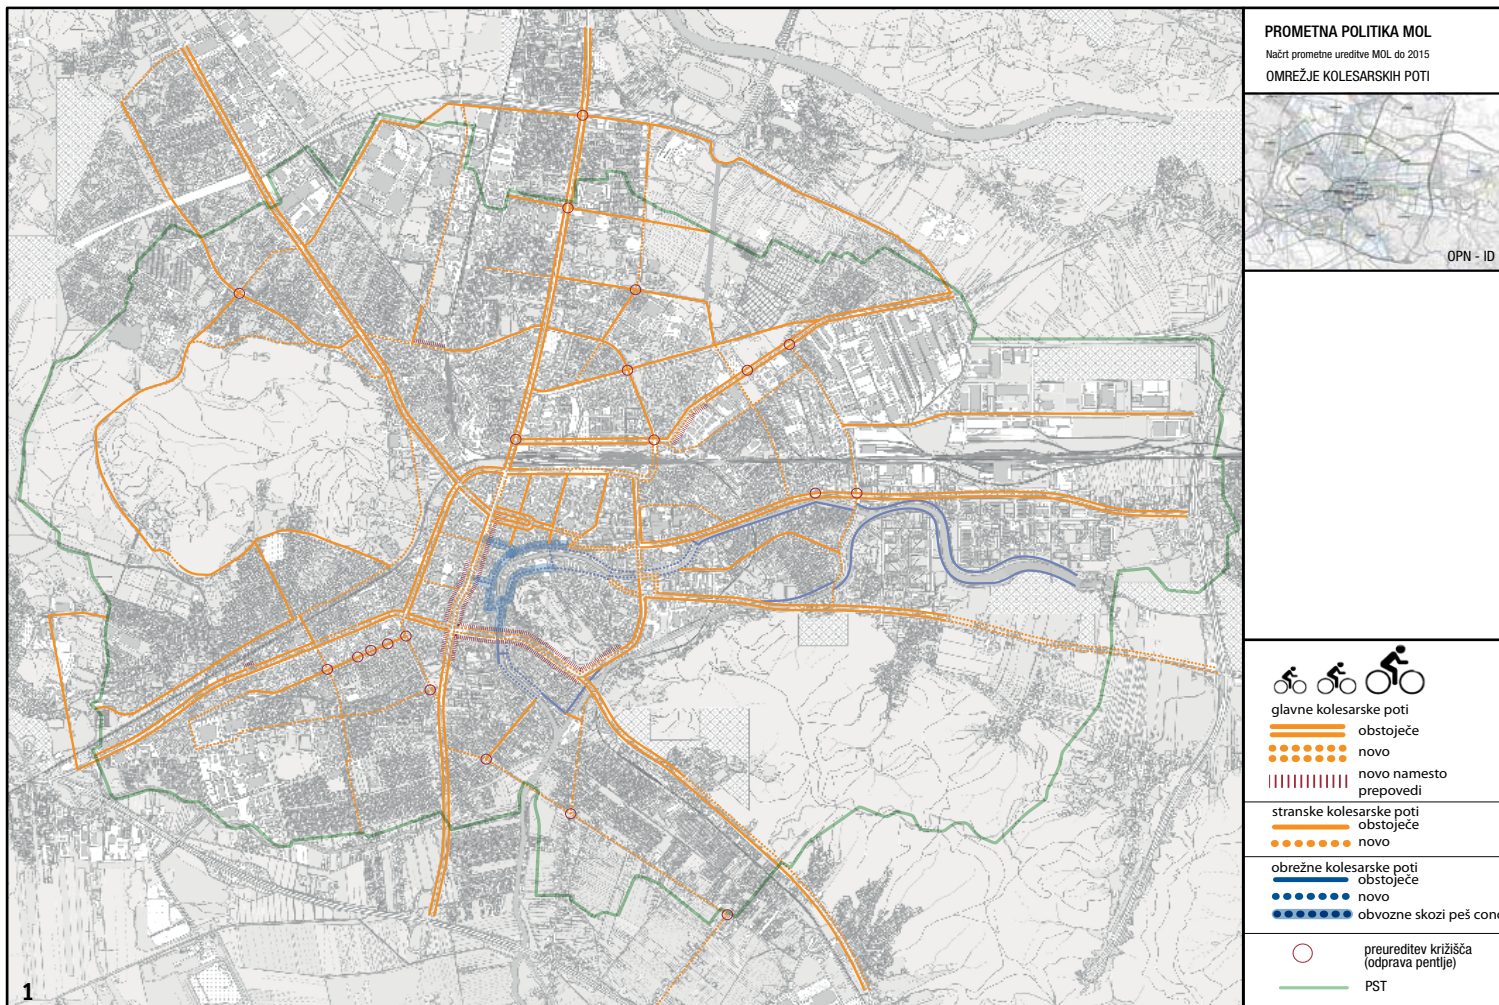 PROMETNA POLITIKA MOL
Načrt prometne ureditve MOL do 2015
OMREŽJE KOLESARSKIH POTI
OPN - ID
glavne kolesarske poti
obstoječe
novo
novo namesto
prepovedi
stranske kolesarske poti
obstoječe
novo
obrežne kolesarske poti
obstoječe
novo
obvozne skozi peš cono
preureditev križišča
(odprava pentlje)
PST
1